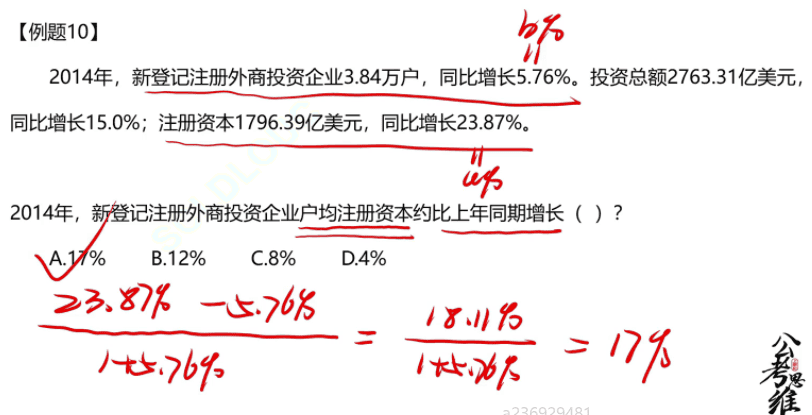 【例题10】
b%
2014年，新登记注册外商投资企业3.84万户，同比增长5.76%。投资总额2763.31亿美元，
同比增长15.0%；注册资本1796.39亿美元，同比增长23.87%。
a%
2014年，新登记注册外商投资企业户均注册资本约比上年同期增长（ ）？
A.17% B.12% C.8% D.4%
23.87% -5.76% / 1+5.76% = 18.11% / 1+5.76% = 17%
公考思维
a236929481